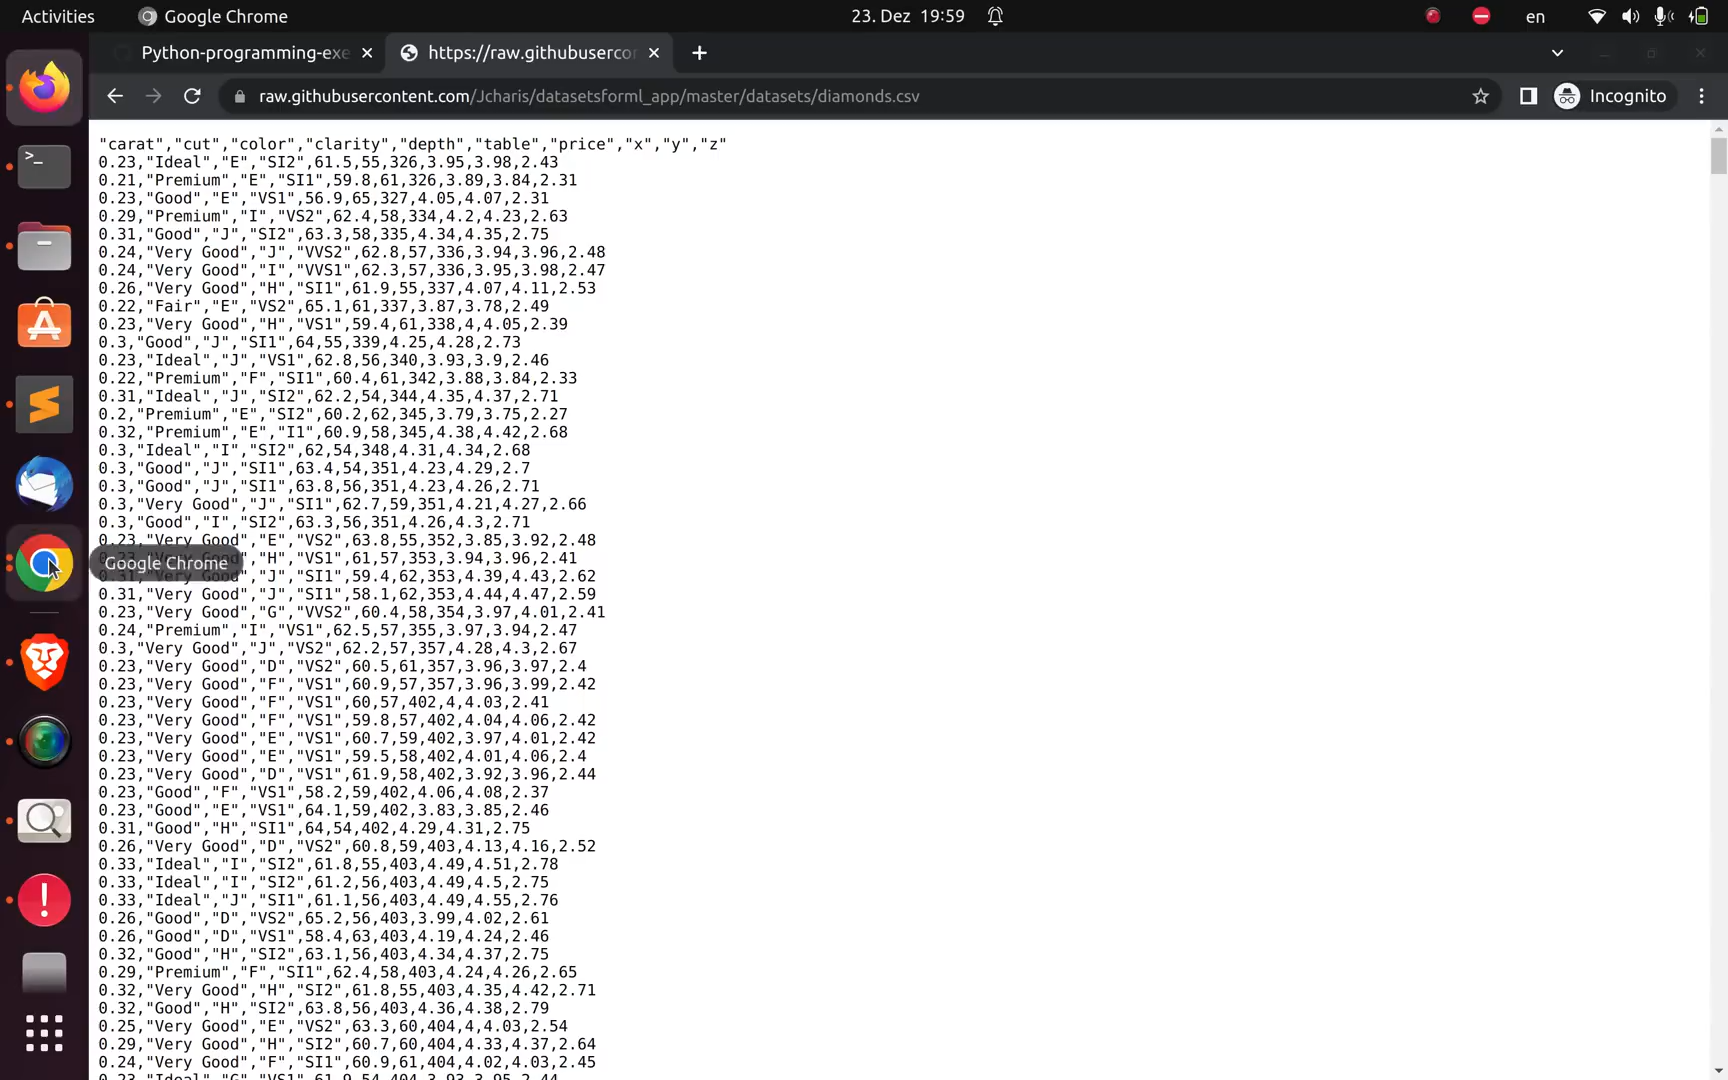 Activities
Google Chrome
23. Dez 19:59
en
Python-programming-exe
https://raw.githubuserco
raw.githubusercontent.com/Jcharis/datasetsforml_app/master/datasets/diamonds.csv
Incognito
"carat","cut","color","clarity","depth","table","price","x","y","z"
0.23,"Ideal","E","SI2",61.5,55,326,3.95,3.98,2.43
0.21,"Premium","E","SI1",59.8,61,326,3.89,3.84,2.31
0.23,"Good","E","VS1",56.9,65,327,4.05,4.07,2.31
0.29,"Premium","I","VS2",62.4,58,334,4.2,4.23,2.63
0.31,"Good","J","SI2",63.3,58,335,4.34,4.35,2.75
0.24,"Very Good","J","VVS2",62.8,57,336,3.94,3.96,2.48
0.24,"Very Good","I","VVS1",62.3,57,336,3.95,3.98,2.47
0.26,"Very Good","H","SI1",61.9,55,337,4.07,4.11,2.53
0.22,"Fair","E","VS2",65.1,61,337,3.87,3.78,2.49
0.23,"Very Good","H","VS1",59.4,61,338,4,4.05,2.39
0.3,"Good","J","SI1",64,55,339,4.25,4.28,2.73
0.23,"Ideal","J","VS1",62.8,56,340,3.93,3.9,2.46
0.22,"Premium","F","SI1",60.4,61,342,3.88,3.84,2.33
0.31,"Ideal","J","SI2",62.2,54,344,4.35,4.37,2.71
0.2,"Premium","E","SI2",60.2,62,345,3.79,3.75,2.27
0.32,"Premium","E","I1",60.9,58,345,4.38,4.42,2.68
0.3,"Ideal","I","SI2",62,54,348,4.31,4.34,2.68
0.3,"Good","J","SI1",63.4,54,351,4.23,4.29,2.7
0.3,"Good","J","SI1",63.8,56,351,4.23,4.26,2.71
0.3,"Very Good","J","SI1",62.7,59,351,4.21,4.27,2.66
0.3,"Good","I","SI2",63.3,56,351,4.26,4.3,2.71
0.23,"Very Good","E","VS2",63.8,55,352,3.85,3.92,2.48
0.23,"Very Good","H","VS1",61,57,353,3.94,3.96,2.41
Google Chrome
0.31,"Very Good","J","SI1",59.4,62,353,4.39,4.43,2.62
0.31,"Very Good","J","SI1",58.1,62,353,4.44,4.47,2.59
0.23,"Very Good","G","VVS2",60.4,58,354,3.97,4.01,2.41
0.24,"Premium","I","VS1",62.5,57,355,3.97,3.94,2.47
0.3,"Very Good","J","VS2",62.2,57,357,4.28,4.3,2.67
0.23,"Very Good","D","VS2",60.5,61,357,3.96,3.97,2.4
0.23,"Very Good","F","VS1",60.9,57,357,3.96,3.99,2.42
0.23,"Very Good","F","VS1",60,57,402,4,4.03,2.41
0.23,"Very Good","F","VS1",59.8,57,402,4.04,4.06,2.42
0.23,"Very Good","E","VS1",60.7,59,402,3.97,4.01,2.42
0.23,"Very Good","E","VS1",59.5,58,402,4.01,4.06,2.4
0.23,"Very Good","D","VS1",61.9,58,402,3.92,3.96,2.44
0.23,"Good","F","VS1",58.2,59,402,4.06,4.08,2.37
0.23,"Good","E","VS1",64.1,59,402,3.83,3.85,2.46
0.31,"Good","H","SI1",64,54,402,4.29,4.31,2.75
0.26,"Very Good","D","VS2",60.8,59,403,4.13,4.16,2.52
0.33,"Ideal","I","SI2",61.8,55,403,4.49,4.51,2.78
0.33,"Ideal","I","SI2",61.2,56,403,4.49,4.5,2.75
0.33,"Ideal","J","SI1",61.1,56,403,4.49,4.55,2.76
0.26,"Good","D","VS2",65.2,56,403,3.99,4.02,2.61
0.26,"Good","D","VS1",58.4,63,403,4.19,4.24,2.46
0.32,"Good","H","SI2",63.1,56,403,4.34,4.37,2.75
0.29,"Premium","F","SI1",62.4,58,403,4.24,4.26,2.65
0.32,"Very Good","H","SI2",61.8,55,403,4.35,4.42,2.71
0.32,"Good","H","SI2",63.8,56,403,4.36,4.38,2.79
0.25,"Very Good","E","VS2",63.3,60,404,4,4.03,2.54
0.29,"Very Good","H","SI2",60.7,60,404,4.33,4.37,2.64
0.24,"Very Good","F","SI1",60.9,61,404,4.02,4.03,2.45
0.23,"Ideal","G","VS1",61.9,54,404,3.93,3.95,2.44